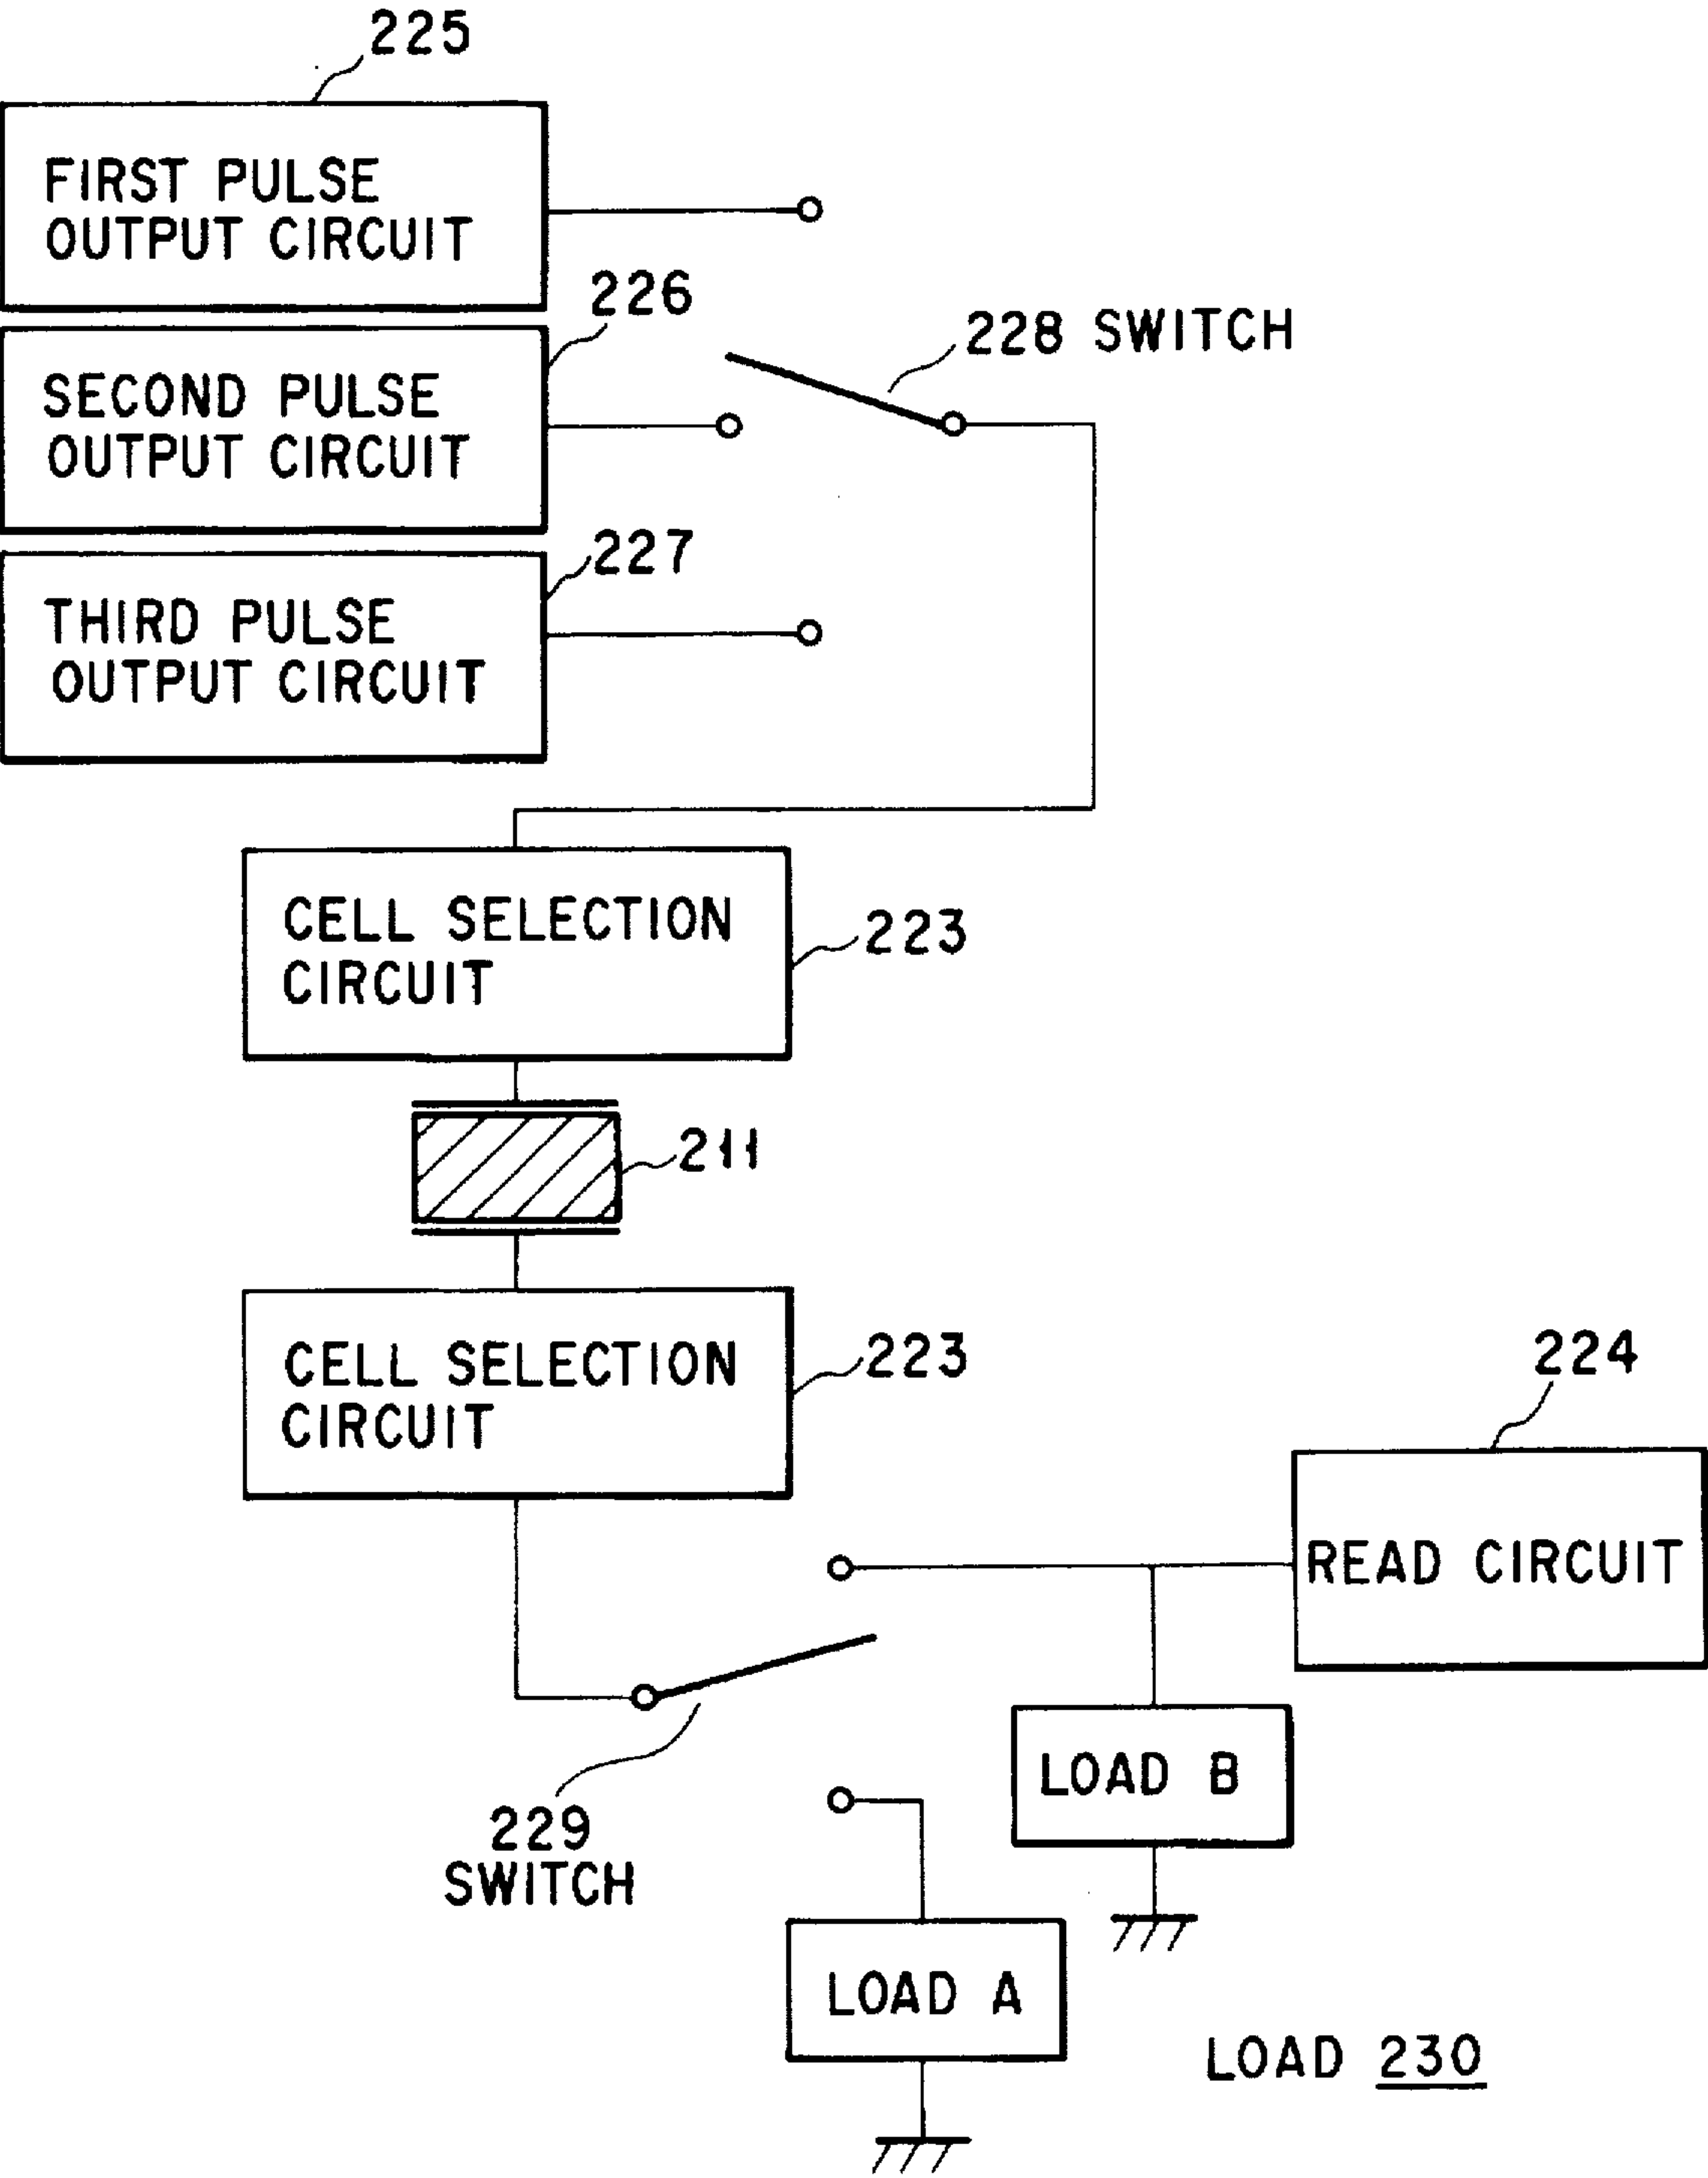 225
FIRST PULSE
OUTPUT CIRCUIT
226
228 SWITCH
SECOND PULSE
OUTPUT CIRCUIT
227
THIRD PULSE
OUTPUT CIRCUIT
CELL SELECTION
CIRCUIT
223
211
CELL SELECTION
CIRCUIT
223
224
READ CIRCUIT
LOAD B
229
SWITCH
LOAD A
LOAD 230